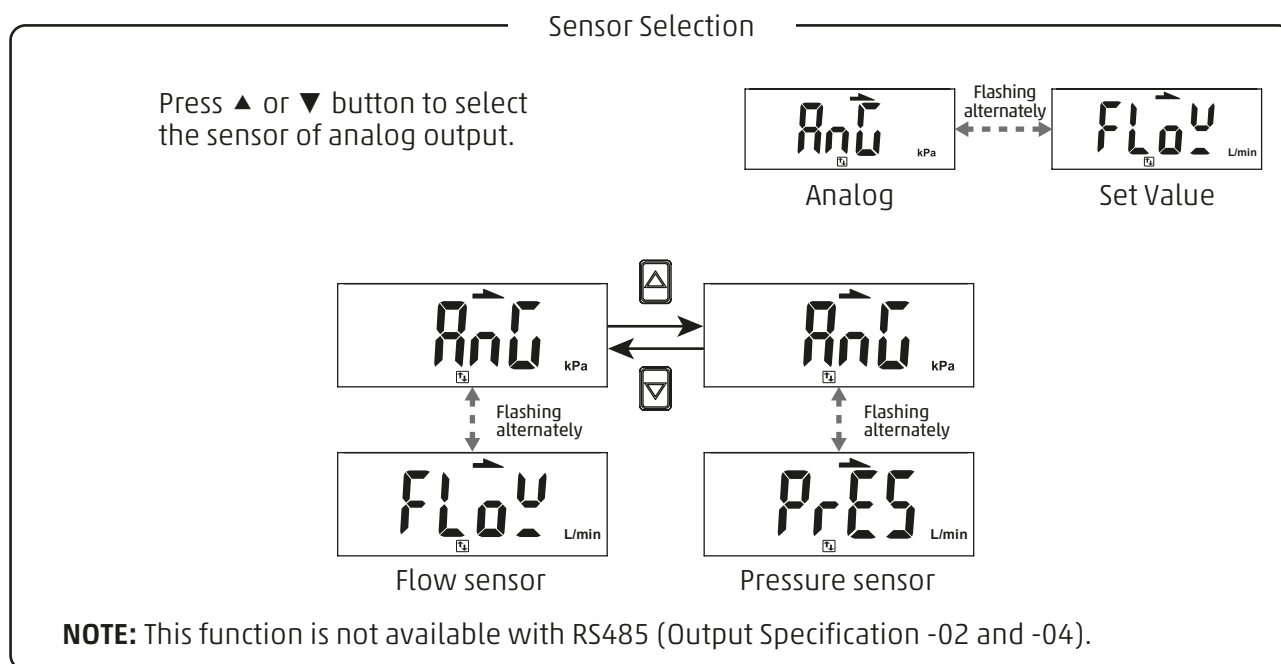 Sensor Selection
Press ▲ or ▼ button to select
the sensor of analog output.
AnG
kPa
Flashing
alternately
FLoW
L/min
Analog
Set Value
AnG
kPa
AnG
kPa
Flashing
alternately
Flashing
alternately
FLoW
L/min
PrES
L/min
Flow sensor
Pressure sensor
NOTE: This function is not available with RS485 (Output Specification -02 and -04).